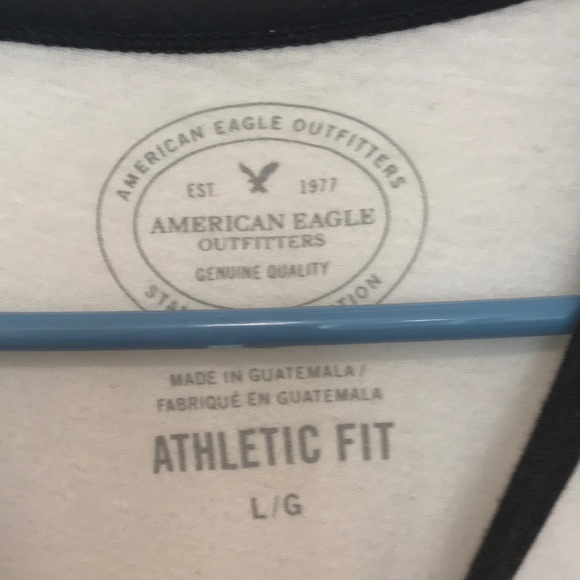 AMERICAN EAGLE OUTFITTERS
EST. 1977
AMERICAN EAGLE
OUTFITTERS
GENUINE QUALITY
MADE IN GUATEMALA /
FABRIQUÉ EN GUATEMALA
ATHLETIC FIT
L/G